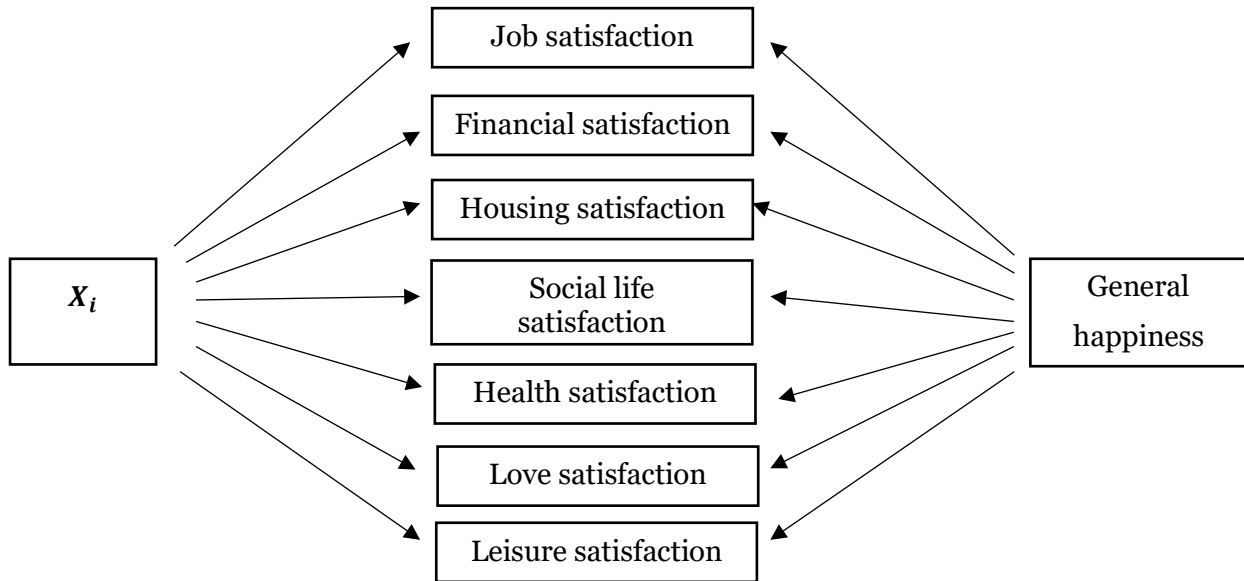 Job satisfaction
Financial satisfaction
Housing satisfaction
X_i
Social life
satisfaction
General
happiness
Health satisfaction
Love satisfaction
Leisure satisfaction